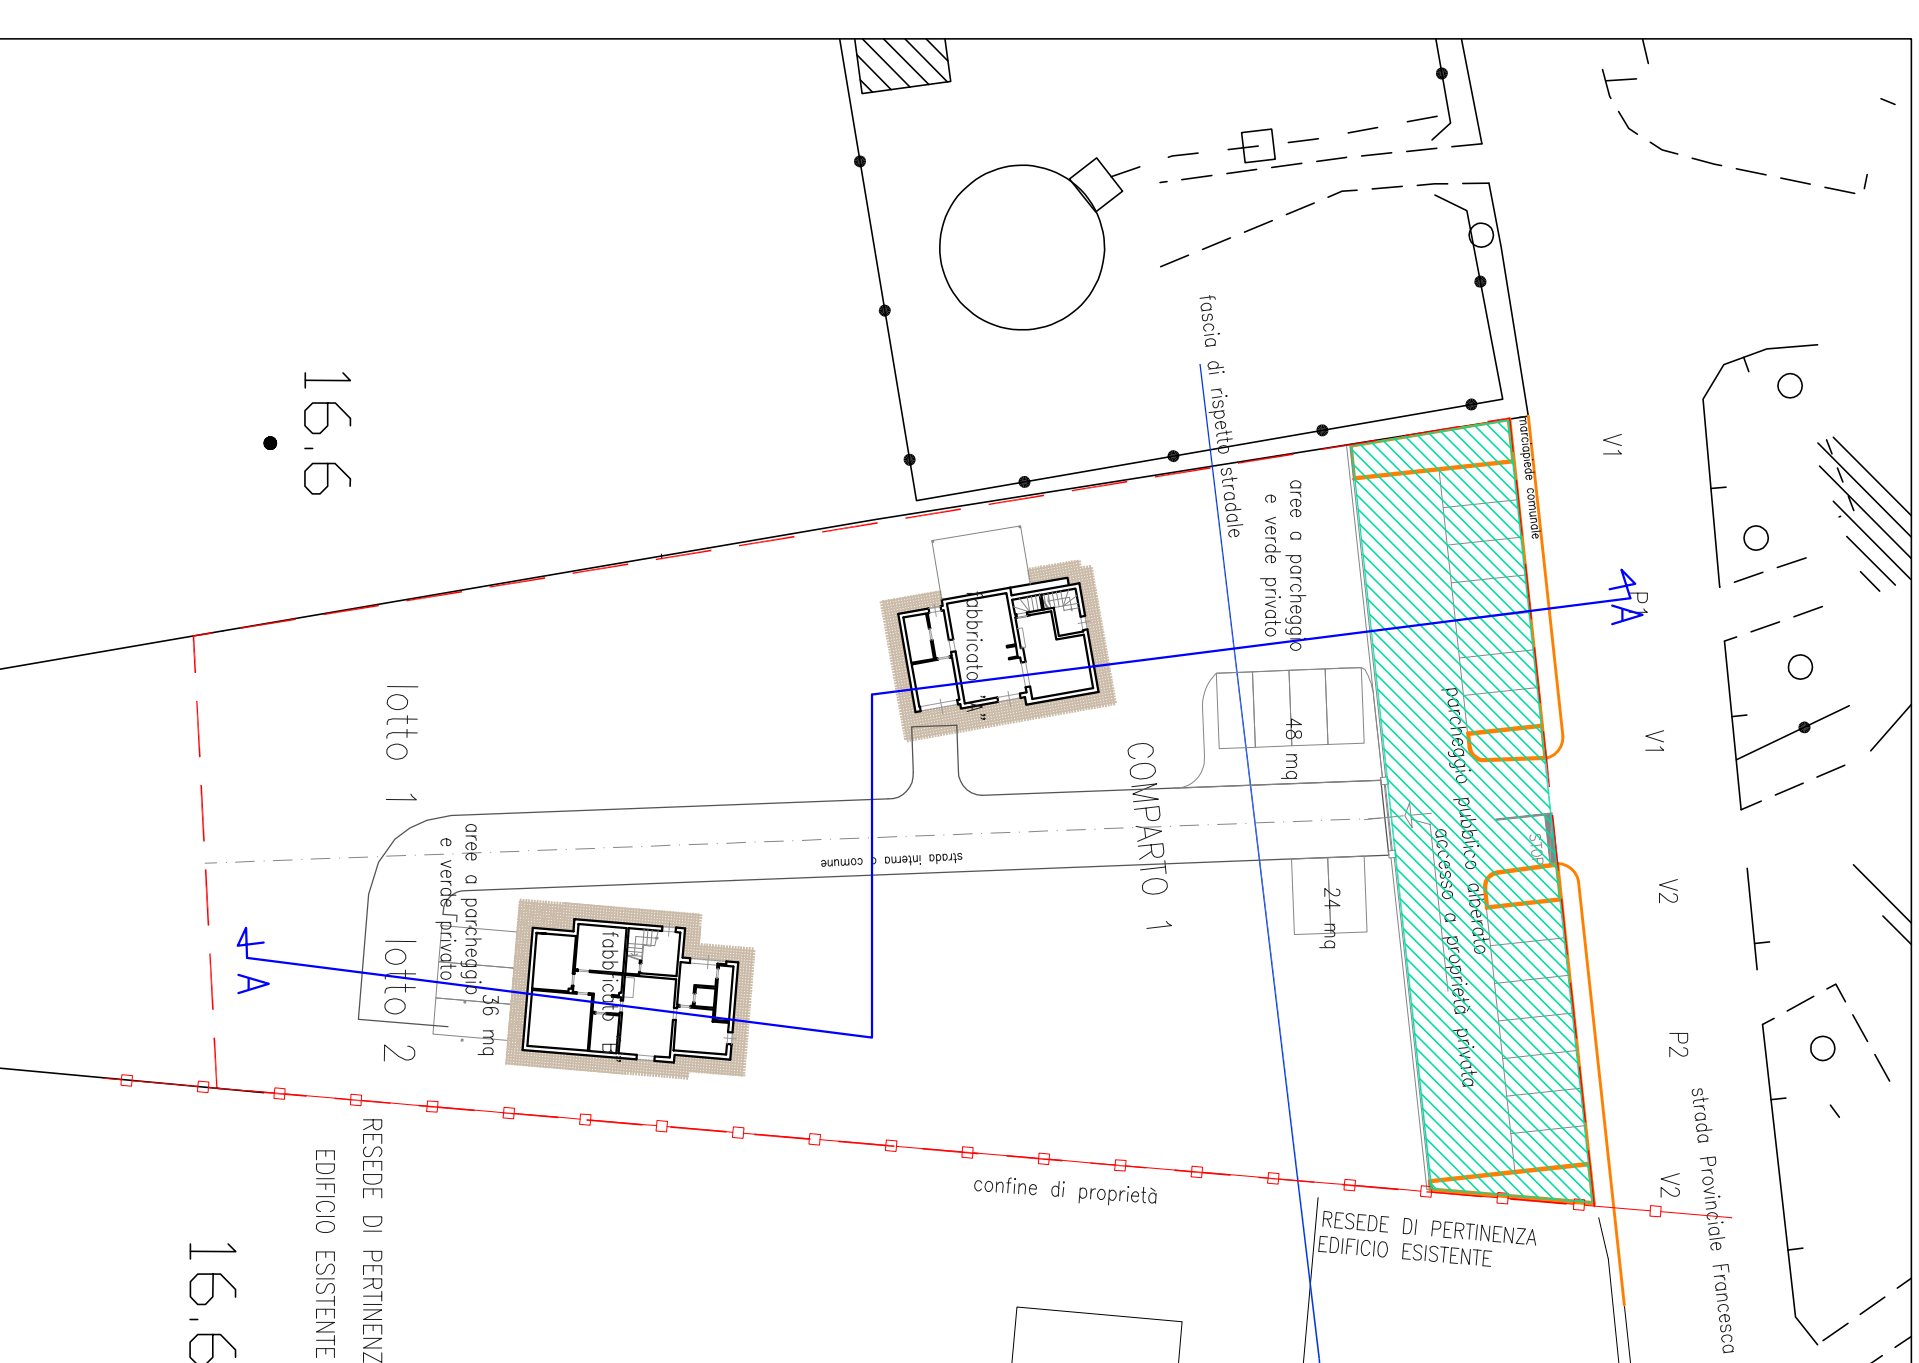 16.6
fascia di rispetto stradale
aree a parcheggio
e verde privato
marciapiede comunale
V1
P1
A
V1
V2
P2
V2
strada Provinciale Francesca
lotto 1
fabbricato "A"
48 mq
COMPARTO 1
parcheggio pubblico alberato
accesso a proprietà privata
STOP
strada interna a comune
24 mq
aree a parcheggio
e verde privato
36 mq
lotto 2
A
fabbricato "B"
confine di proprietà
RESEDE DI PERTINENZA
EDIFICIO ESISTENTE
RESEDE DI PERTINENZ
EDIFICIO ESISTENTE
16.6